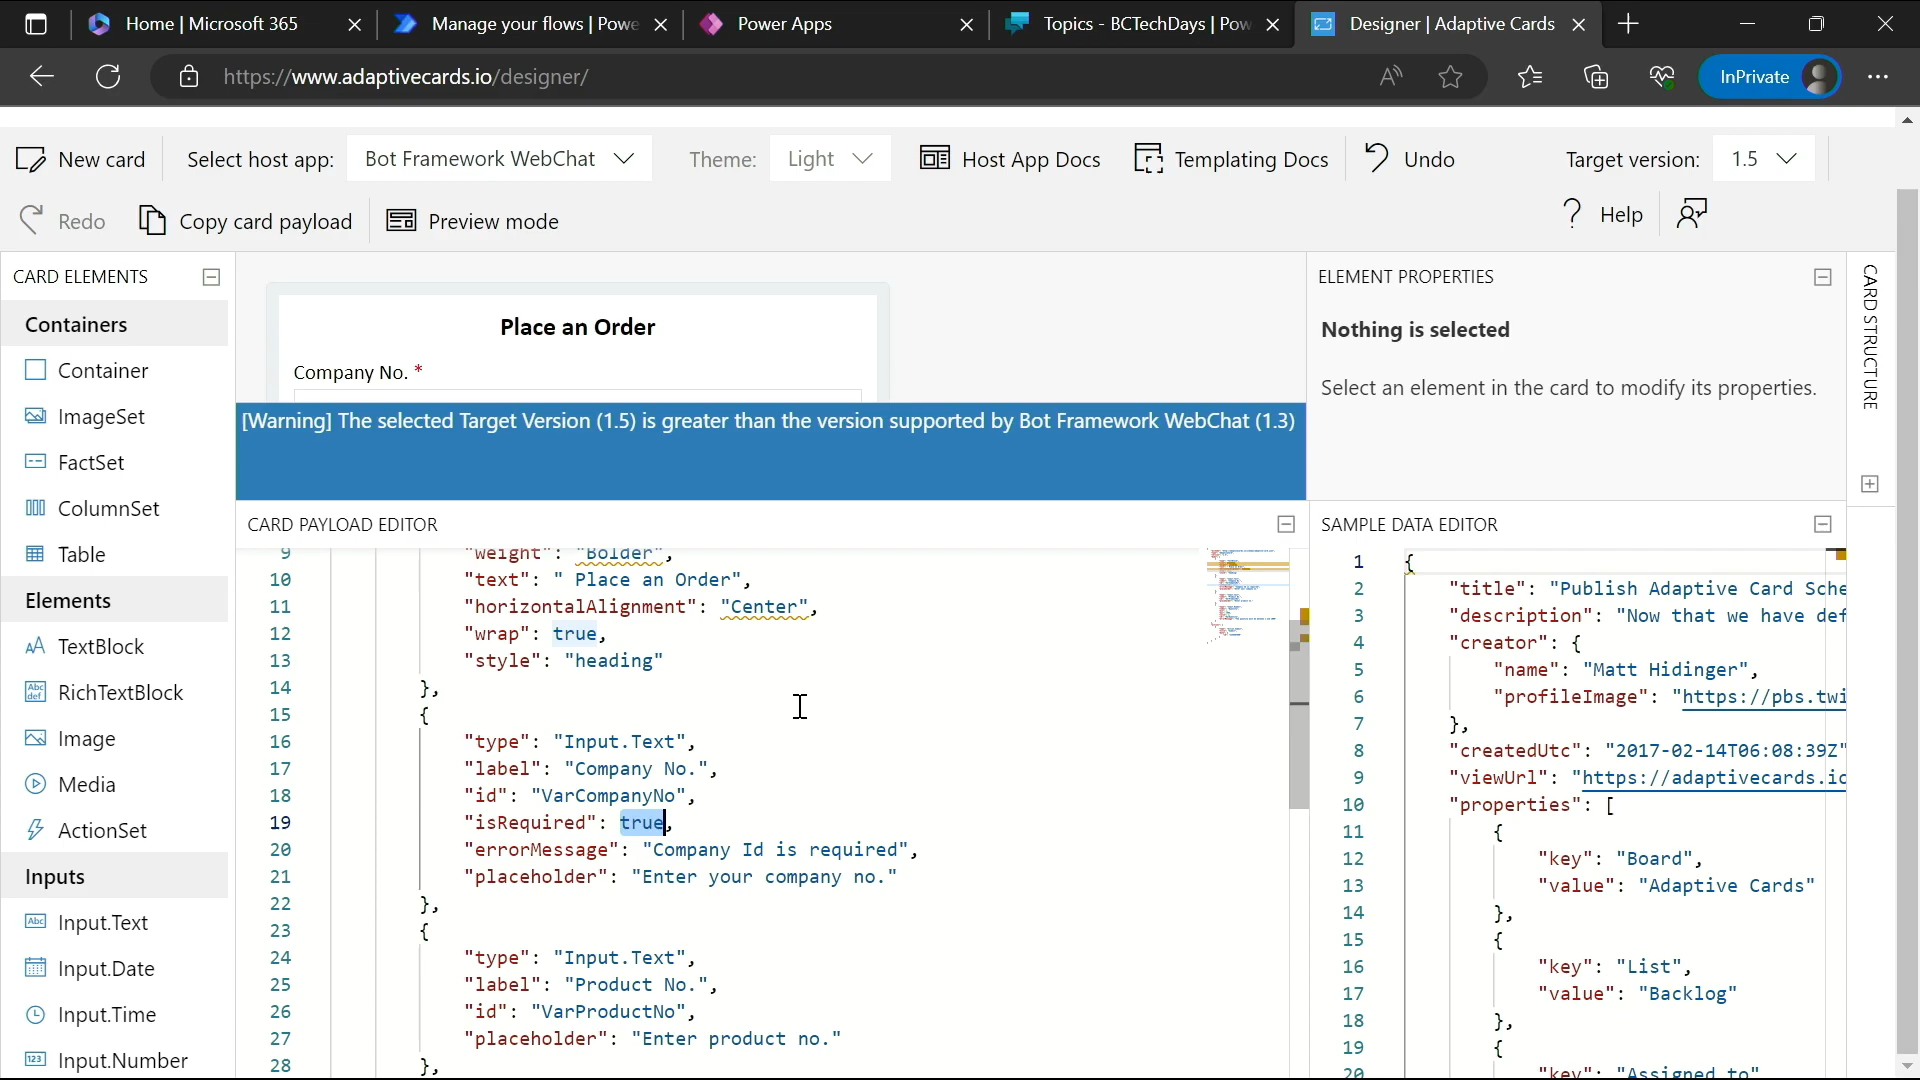 Home | Microsoft 365
Manage your flows | Powe
Power Apps
Topics - BCTechDays | Pow
Designer | Adaptive Cards
https://www.adaptivecards.io/designer/
InPrivate
New card
Select host app:
Bot Framework WebChat
Theme:
Light
Host App Docs
Templating Docs
Undo
Target version:
1.5
Redo
Copy card payload
Preview mode
Help
CARD ELEMENTS
Containers
Container
ImageSet
FactSet
ColumnSet
Table
Elements
TextBlock
RichTextBlock
Image
Media
ActionSet
Inputs
Input.Text
Input.Date
Input.Time
Input.Number
Place an Order
Company No. *
[Warning] The selected Target Version (1.5) is greater than the version supported by Bot Framework WebChat (1.3)
ELEMENT PROPERTIES
Nothing is selected
Select an element in the card to modify its properties.
CARD STRUCTURE
CARD PAYLOAD EDITOR
9 "weight": "Bolder",
10 "text": " Place an Order",
11 "horizontalAlignment": "Center",
12 "wrap": true,
13 "style": "heading"
14 },
15 {
16 "type": "Input.Text",
17 "label": "Company No.",
18 "id": "VarCompanyNo",
19 "isRequired": true,
20 "errorMessage": "Company Id is required",
21 "placeholder": "Enter your company no."
22 },
23 {
24 "type": "Input.Text",
25 "label": "Product No.",
26 "id": "VarProductNo",
27 "placeholder": "Enter product no."
28 },
SAMPLE DATA EDITOR
1 {
2 "title": "Publish Adaptive Card Sche
3 "description": "Now that we have def
4 "creator": {
5 "name": "Matt Hidinger",
6 "profileImage": "https://pbs.twi
7 },
8 "createdUtc": "2017-02-14T06:08:39Z"
9 "viewUrl": "https://adaptivecards.ic
10 "properties": [
11 {
12 "key": "Board",
13 "value": "Adaptive Cards"
14 },
15 {
16 "key": "List",
17 "value": "Backlog"
18 },
19 {
20 "key": "Assigned to"